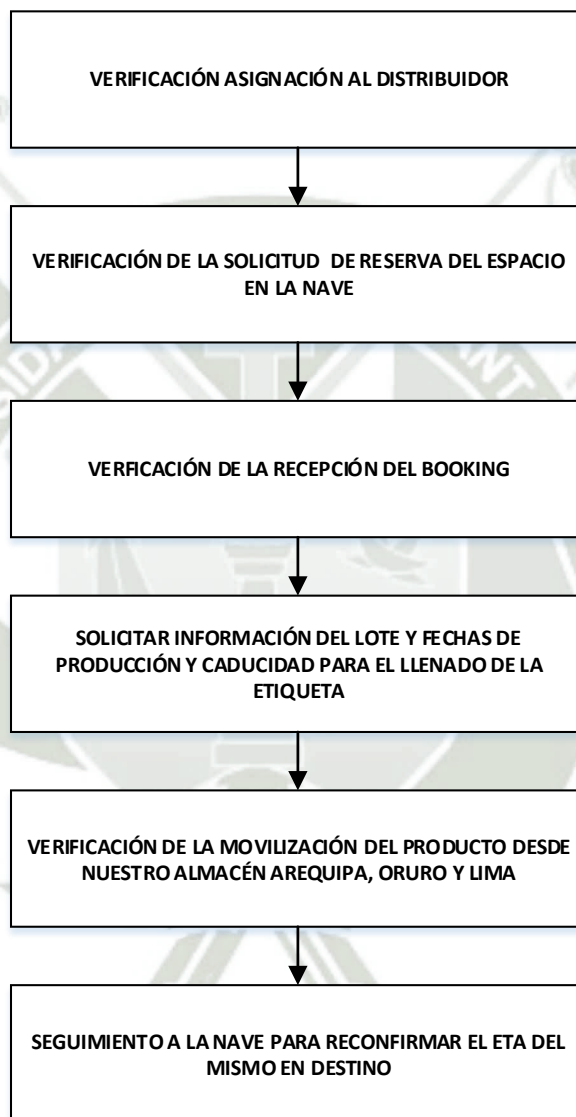 VERIFICACIÓN ASIGNACIÓN AL DISTRIBUIDOR
VERIFICACIÓN DE LA SOLICITUD DE RESERVA DEL ESPACIO
EN LA NAVE
VERFICACIÓN DE LA RECEPCIÓN DEL BOOKING
SOLICITAR INFORMACIÓN DEL LOTE Y FECHAS DE
PRODUCCIÓN Y CADUCIDAD PARA EL LLENADO DE LA
ETIQUETA
VERIFICACIÓN DE LA MOVILIZACIÓN DEL PRODUCTO DESDE
NUESTRO ALMACÉN AREQUIPA, ORURO Y LIMA
SEGUIMIENTO A LA NAVE PARA RECONFIRMAR EL ETA DEL
MISMO EN DESTINO